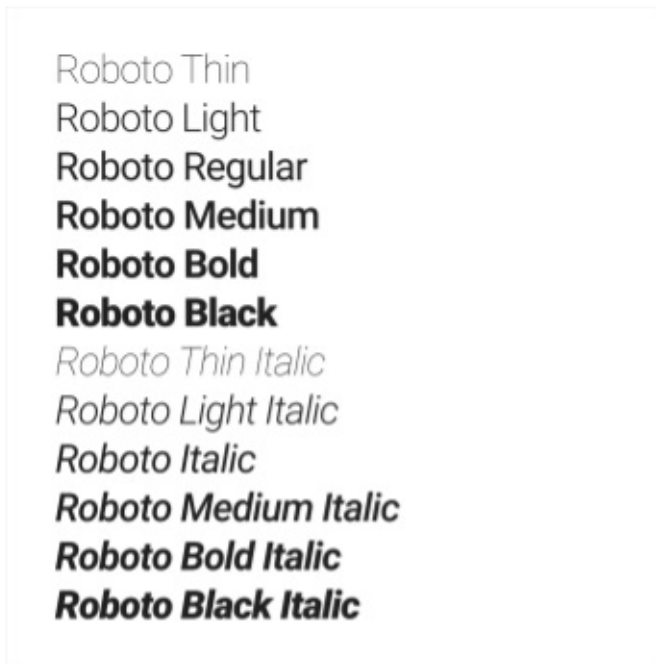 Roboto Thin
Roboto Light
Roboto Regular
Roboto Medium
Roboto Bold
Roboto Black
Roboto Thin Italic
Roboto Light Italic
Roboto Italic
Roboto Medium Italic
Roboto Bold Italic
Roboto Black Italic